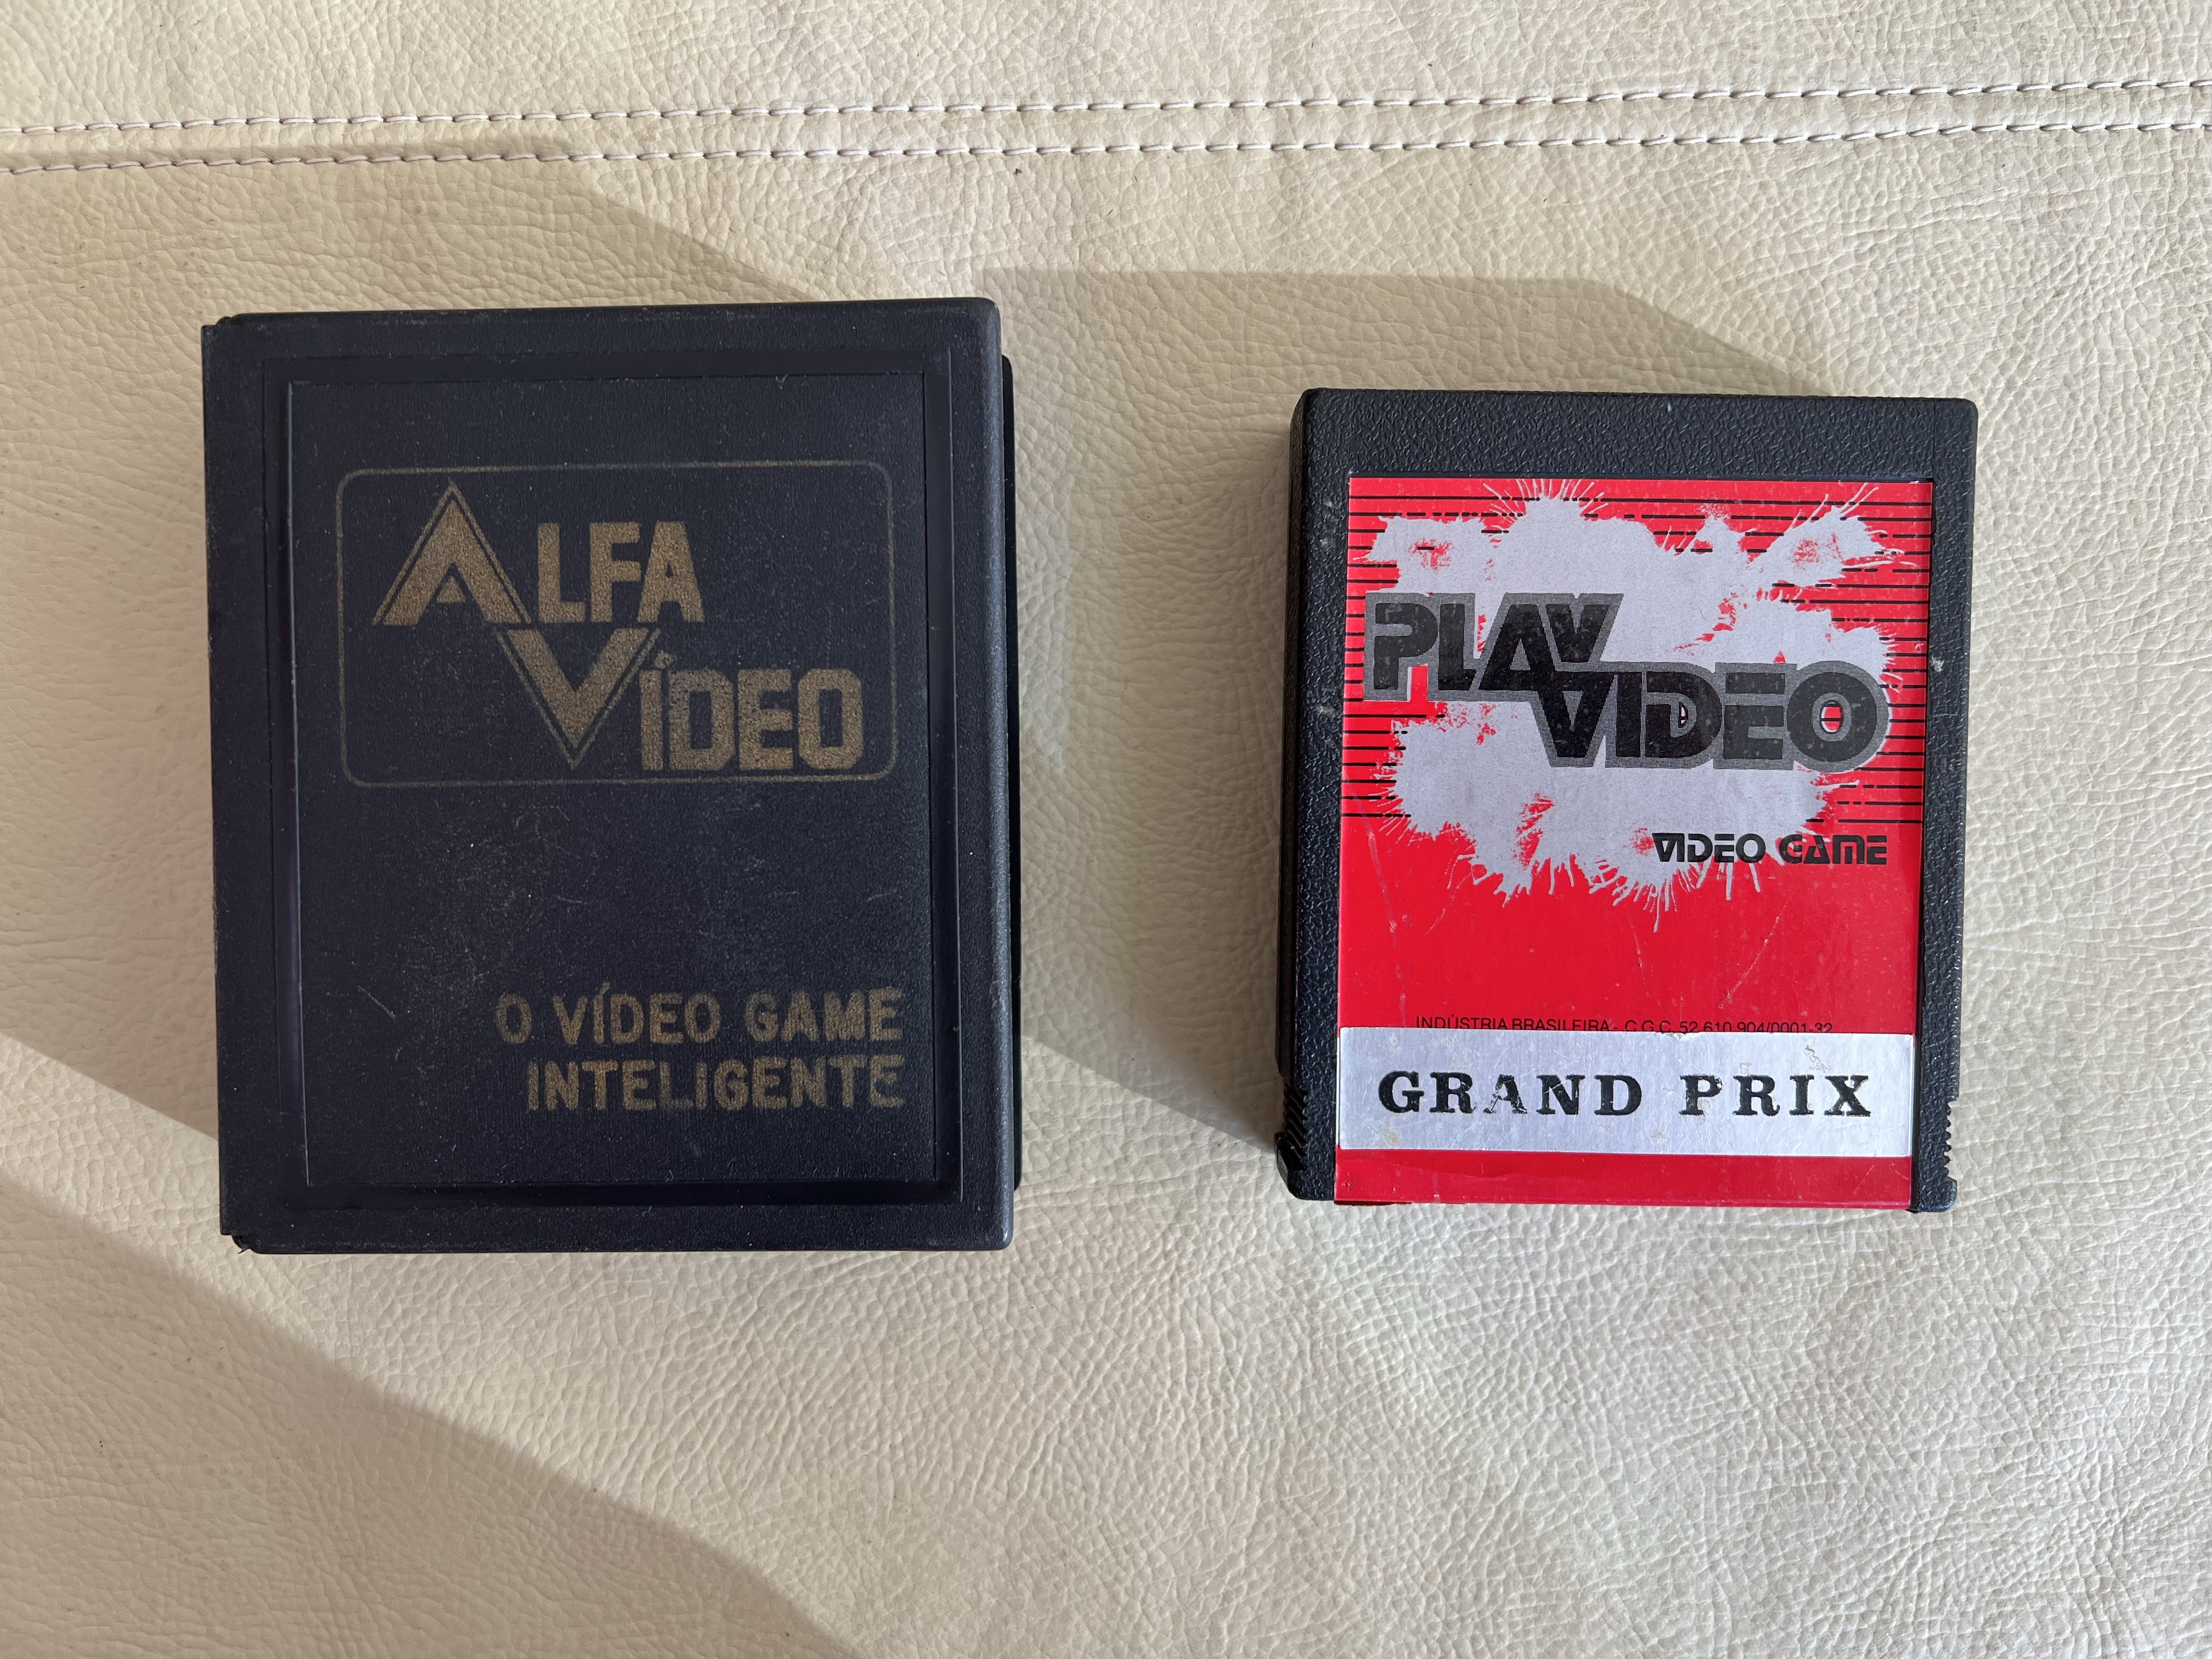 ALFA
VÍDEO
O VÍDEO GAME
INTELIGENTE
PLAY
VIDEO
VIDEO GAME
INDÚSTRIA BRASILEIRA - C.G.C. 52.610.904/0001-32
GRAND PRIX